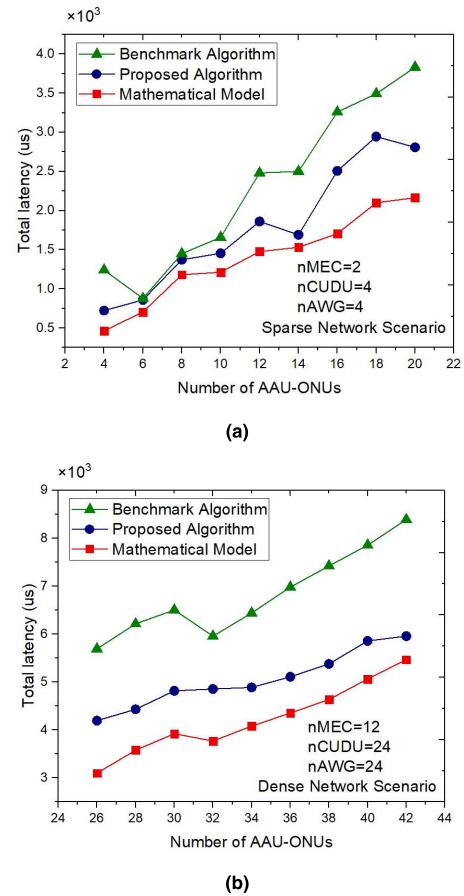 ×10³
Benchmark Algorithm
Proposed Algorithm
Mathematical Model
4.0
3.5
3.0
2.5
2.0
1.5
1.0
0.5
Total latency (us)
nMEC=2
nCUDU=4
nAWG=4
Sparse Network Scenario
2 4 6 8 10 12 14 16 18 20 22
Number of AAU-ONUs
(a)
×10³
Benchmark Algorithm
Proposed Algorithm
Mathematical Model
9
8
7
6
5
4
3
Total latency (us)
nMEC=12
nCUDU=24
nAWG=24
Dense Network Scenario
24 26 28 30 32 34 36 38 40 42 44
Number of AAU-ONUs
(b)